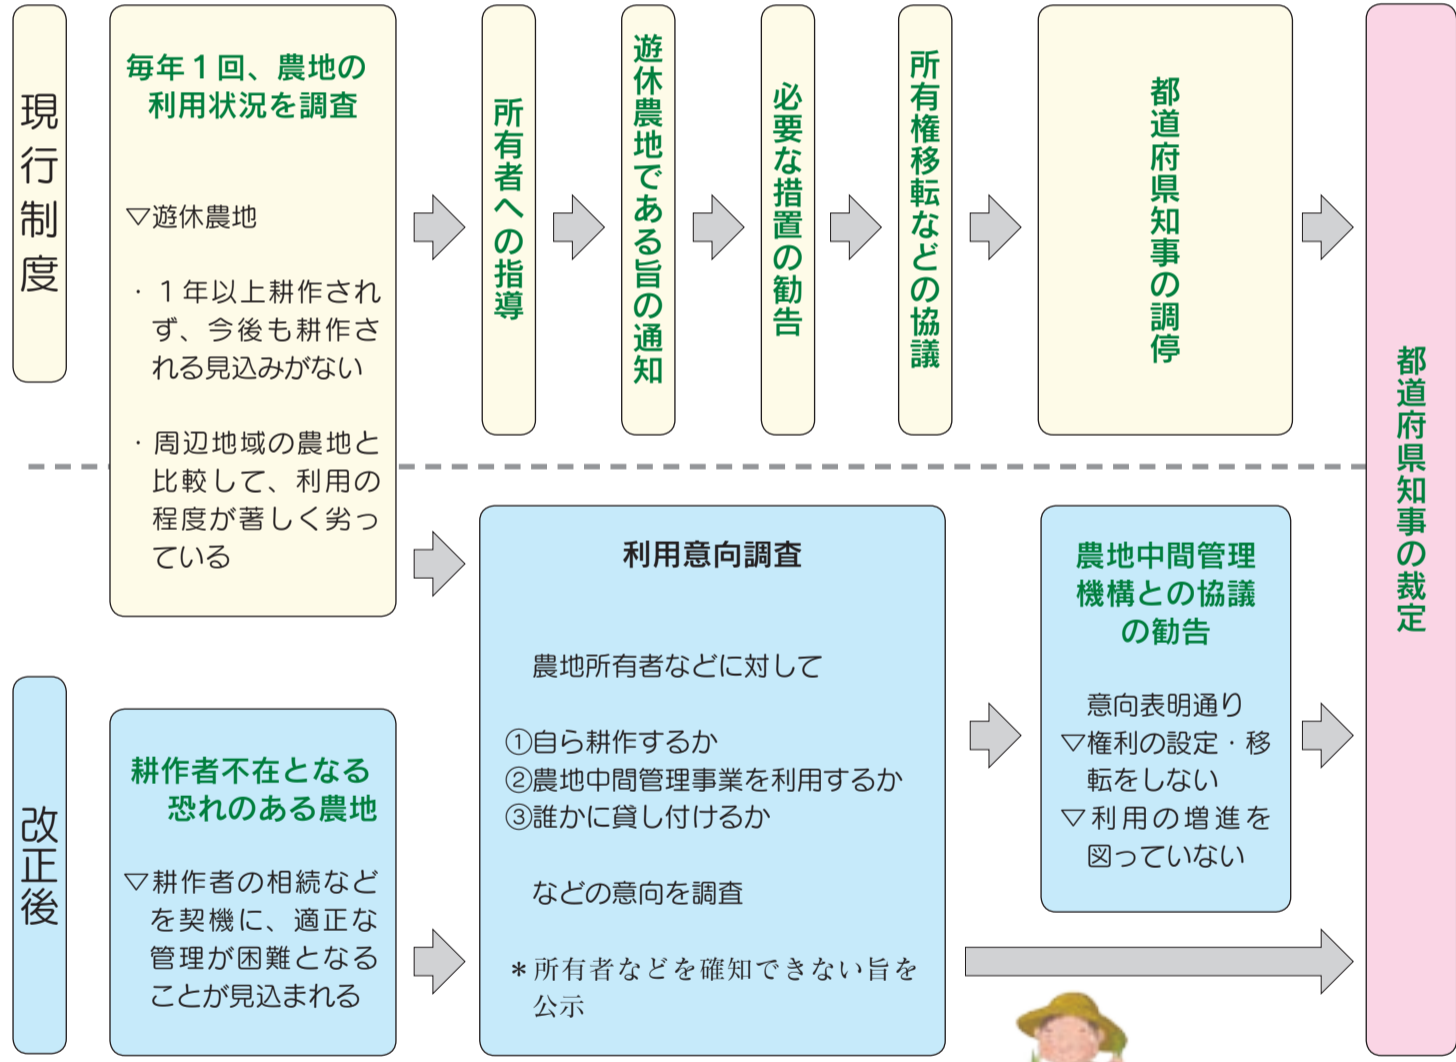 現行制度
毎年1回、農地の
利用状況を調査
▽遊休農地
・１年以上耕作され
ず、今後も耕作さ
れる見込みがない
・周辺地域の農地と
比較して、利用の
程度が著しく劣っ
ている
所有者への指導
遊休農地である旨の通知
必要な措置の勧告
所有権移転などの協議
都道府県知事の調停
都道府県知事の裁定
改正後
耕作者不在となる
恐れのある農地
▽耕作者の相続など
を契機に、適正な
管理が困難となる
ことが見込まれる
利用意向調査
農地所有者などに対して
①自ら耕作するか
②農地中間管理事業を利用するか
③誰かに貸し付けるか
などの意向を調査
＊所有者などを確知できない旨を
公示
農地中間管理
機構との協議
の勧告
意向表明通り
▽権利の設定・移
転をしない
▽利用の増進を
図っていない